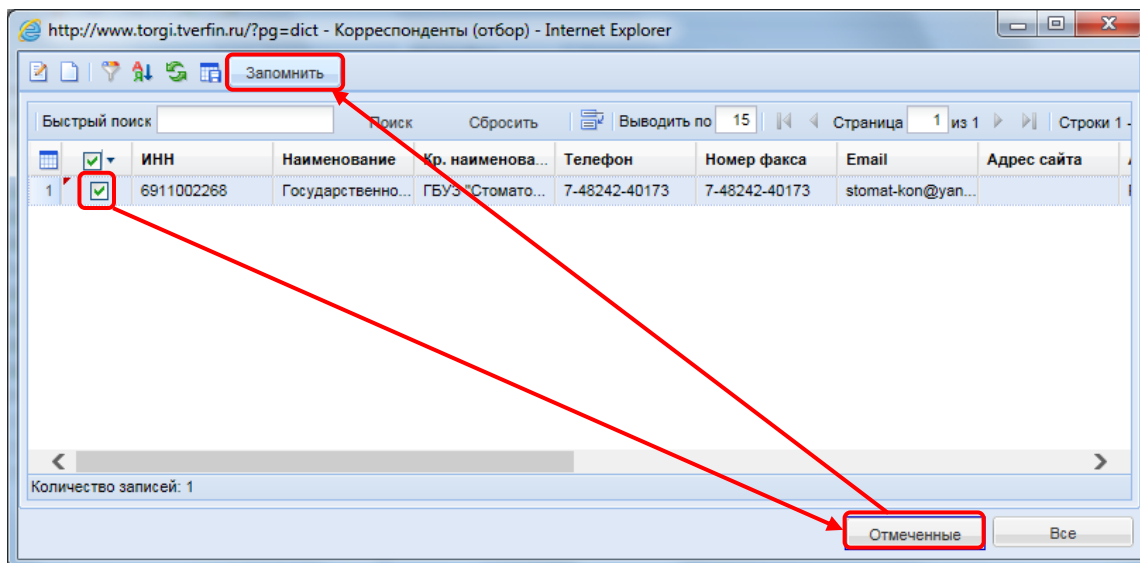 http://www.torgi.tverfin.ru/?pg=dict - Корреспонденты (отбор) - Internet Explorer
Запомнить
Быстрый поиск Поиск Сбросить Выводить по 15 Страница 1 из 1 Строки 1 -
ИНН Наименование Кр. наименова... Телефон Номер факса Email Адрес сайта
1 6911002268 Государственно... ГБУЗ "Стомато... 7-48242-40173 7-48242-40173 stomat-kon@yan...
Количество записей: 1
Отмеченные Все